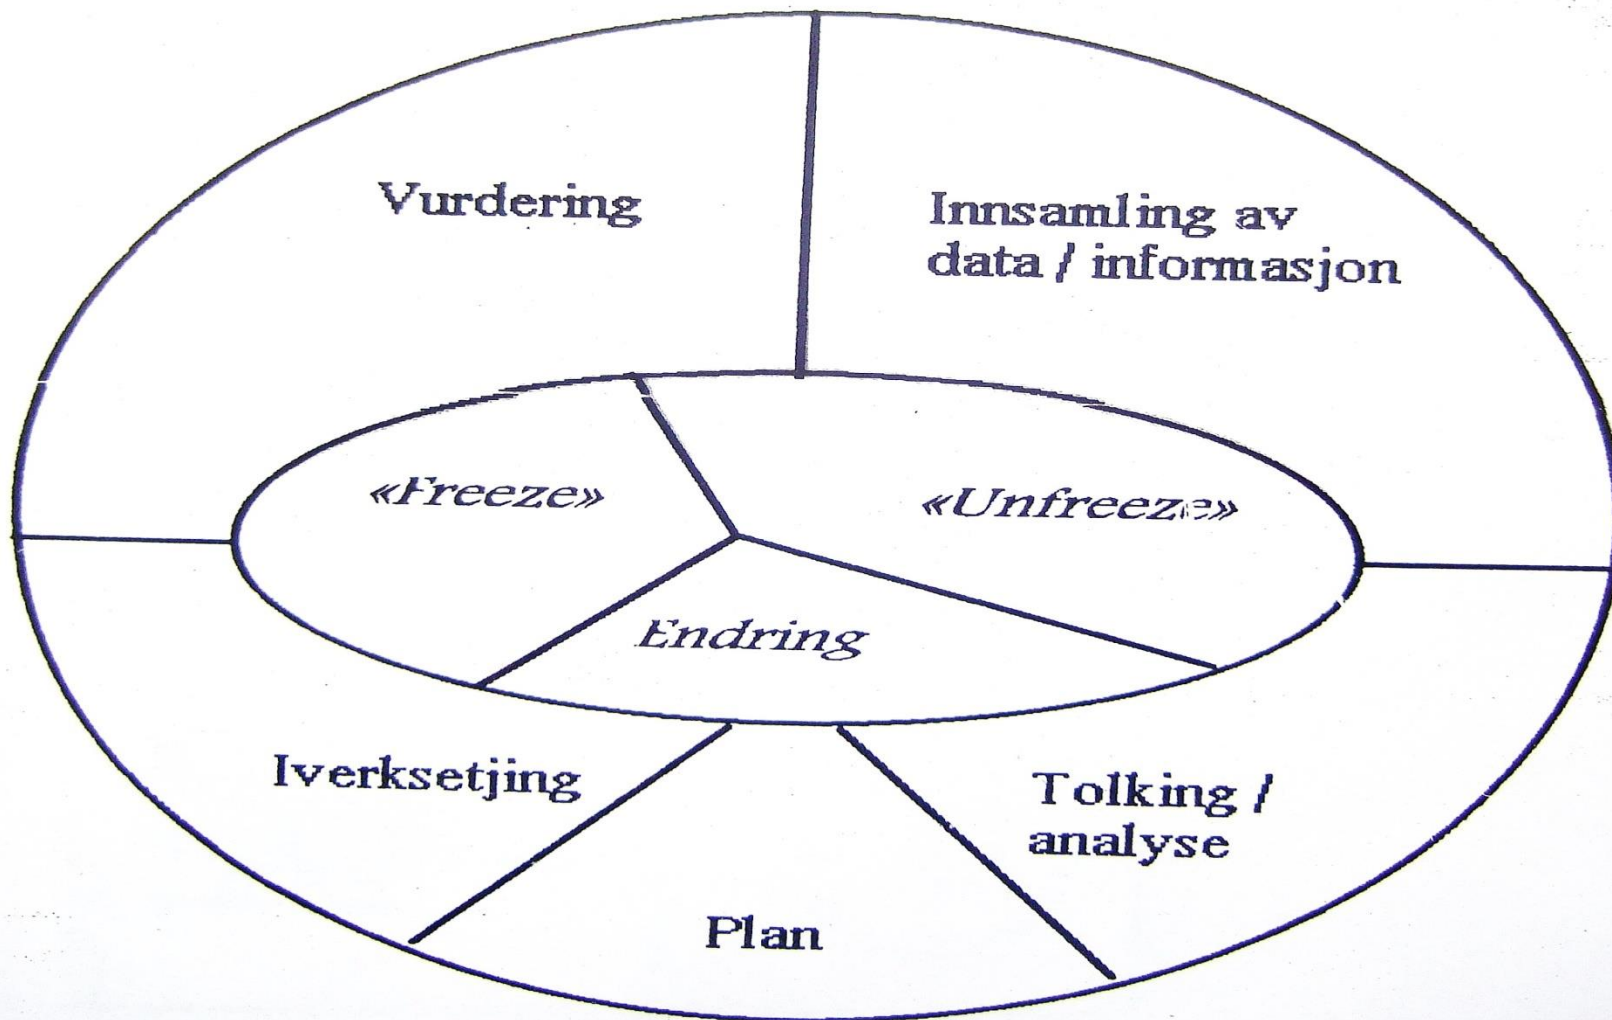 Vurdering
Innsamling av
data / informasjon
«Freeze»
«Unfreeze»
Endring
Iverksetjing
Tolking /
analyse
Plan